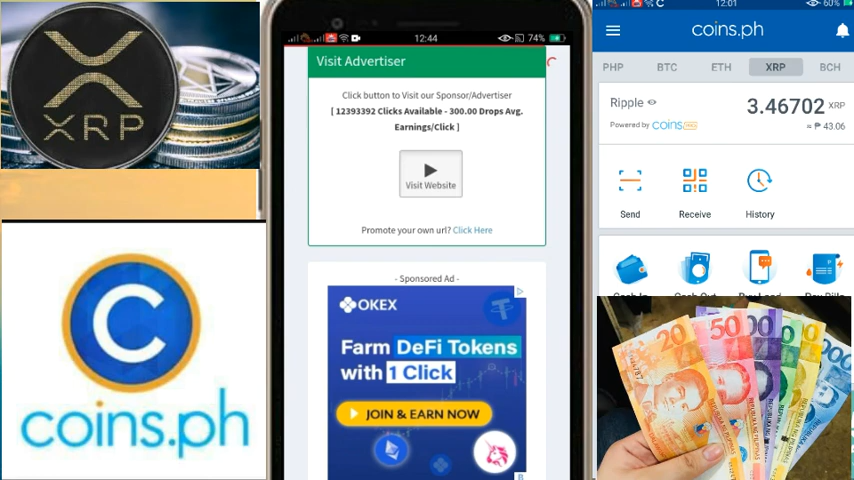 XRP
coins.ph
12:44
74%
Visit Advertiser
Click button to Visit our Sponsor/Advertiser
[ 12393392 Clicks Available - 300.00 Drops Avg.
Earnings/Click ]
Visit Website
Promote your own url? Click Here
- Sponsored Ad -
OKEX
Farm DeFi Tokens
with 1 Click
JOIN & EARN NOW
12:01
60%
coins.ph
PHP BTC ETH XRP BCH
Ripple
3.46702 XRP
Powered by coins
≈ ₱ 43.06
Send Receive History
20
50